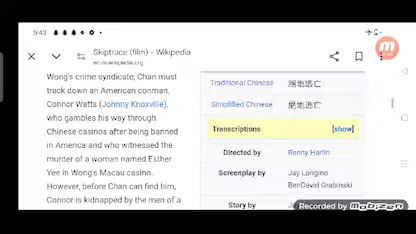 5:43
Skiptrace (film) - Wikipedia
en.m.wikipedia.org
Wong's crime syndicate, Chan must
track down an American conman,
Connor Watts (Johnny Knoxville),
who gambles his way through
Chinese casinos after being banned
in America and who witnessed the
murder of a woman named Esther
Yee in Wong's Macau casino.
However, before Chan can find him,
Connor is kidnapped by the men of a
Traditional Chinese 絕地逃亡
Simplified Chinese 绝地逃亡
Transcriptions [show]
Directed by Renny Harlin
Screenplay by Jay Longino
BenDavid Grabinski
Story by
Recorded by Mobizen